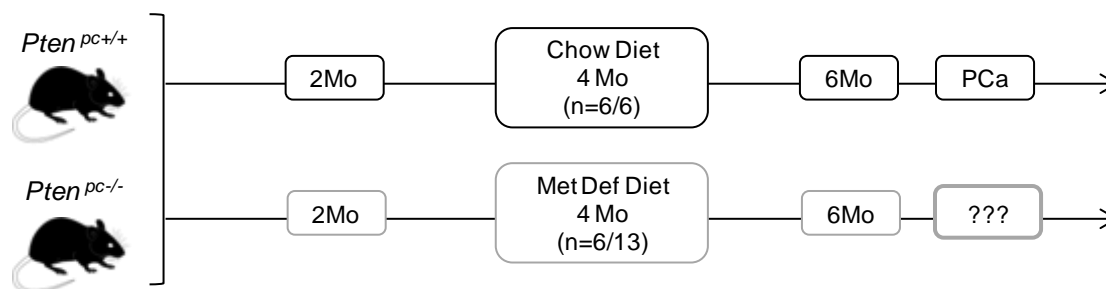 Pten pc+/+
2Mo
Chow Diet
4 Mo
(n=6/6)
6Mo
PCa
Pten pc-/-
2Mo
Met Def Diet
4 Mo
(n=6/13)
6Mo
???